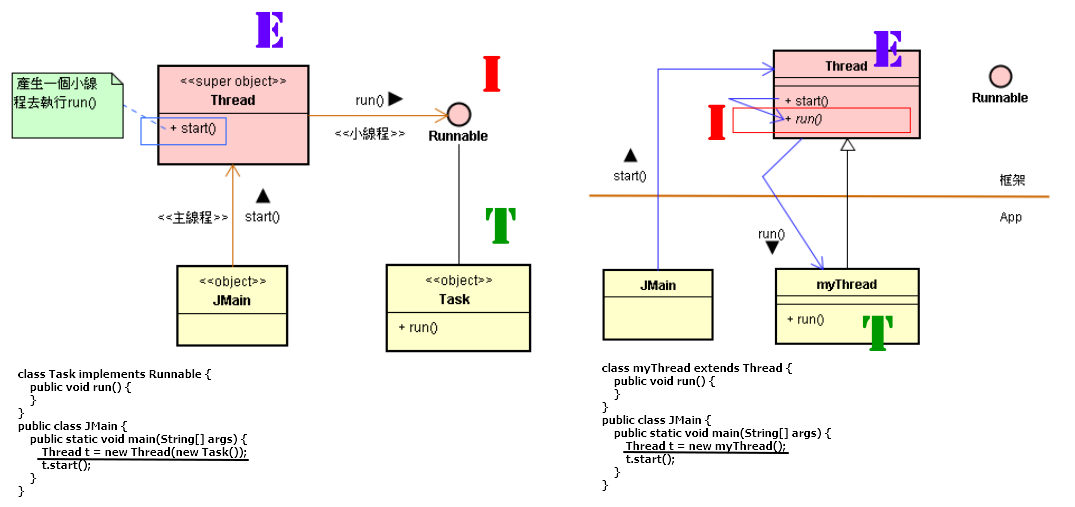 E
I
產生一個小線
程去執行run()
<<super object>>
Thread
+ start()
run() ▶
<<小線程>>
Runnable
<<主線程>>
▲
start()
T
<<object>>
JMain
<<object>>
Task
+ run()
class Task implements Runnable {
public void run() {
}
}
public class JMain {
public static void main(String[] args) {
Thread t = new Thread(new Task());
t.start();
}
}
E
Thread
+ start()
I
+ run()
Runnable
▲
start()
框架
App
run()
▼
JMain
myThread
+ run()
T
class myThread extends Thread {
public void run() {
}
}
public class JMain {
public static void main(String[] args) {
Thread t = new myThread();
t.start();
}
}